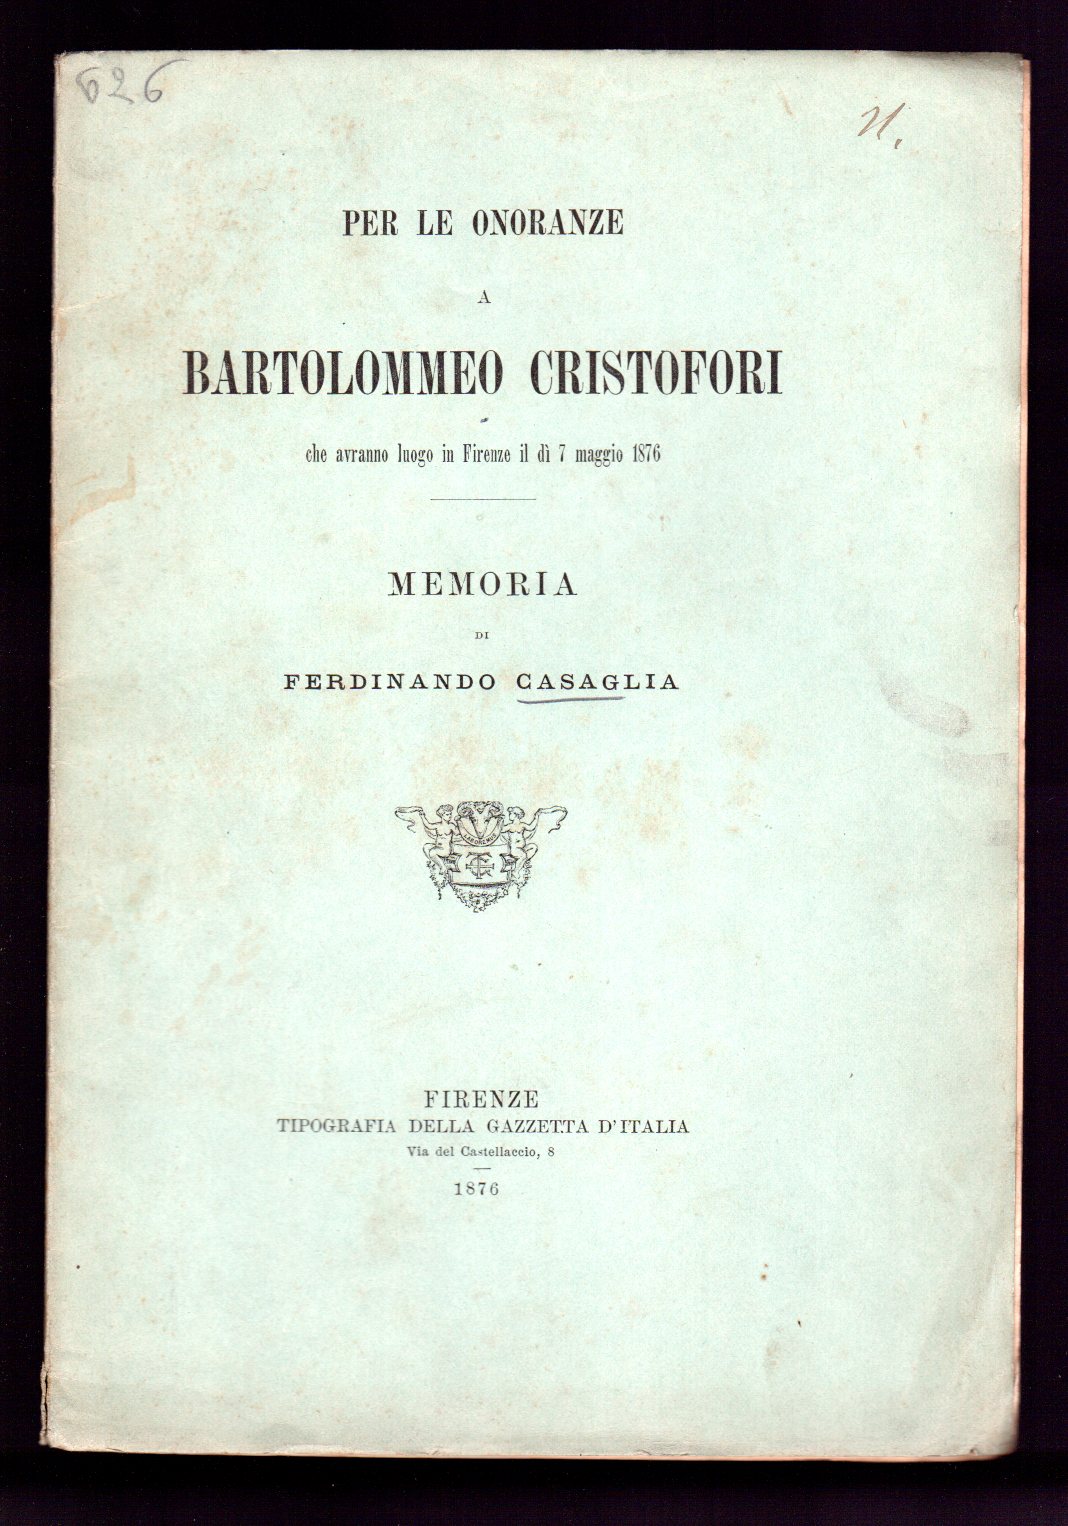 626
PER LE ONORANZE
A
BARTOLOMMEO CRISTOFORI
che avranno luogo in Firenze il dì 7 maggio 1876
MEMORIA
DI
FERDINANDO CASAGLIA
LABOREMUS
FIRENZE
TIPOGRAFIA DELLA GAZZETTA D'ITALIA
Via del Castellaccio, 8
1876